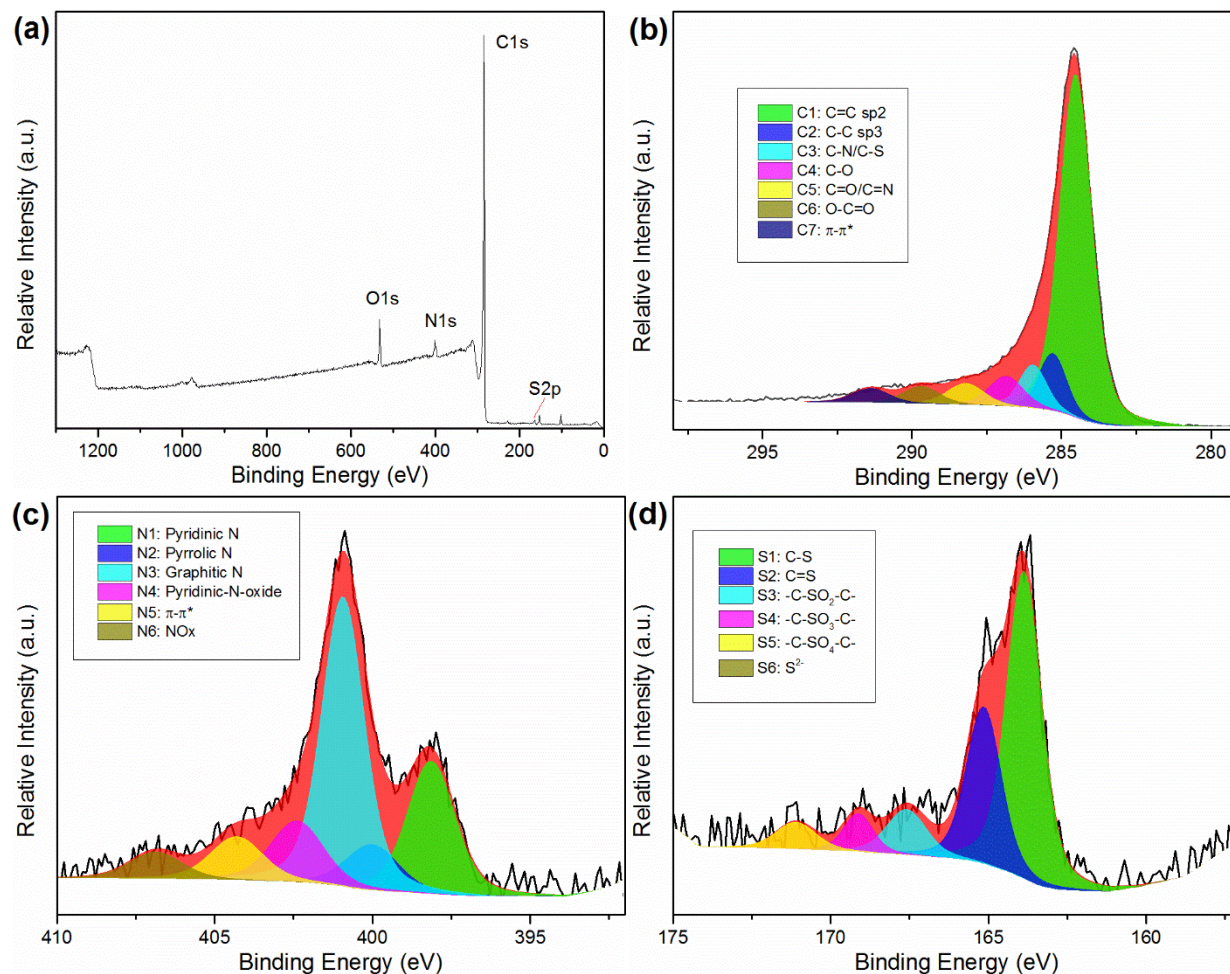 (a)
C1s
O1s
N1s
S2p
Relative Intensity (a.u.)
1200 1000 800 600 400 200 0
Binding Energy (eV)
(b)
C1: C=C sp2
C2: C-C sp3
C3: C-N/C-S
C4: C-O
C5: C=O/C=N
C6: O-C=O
C7: π-π*
Relative Intensity (a.u.)
295 290 285 280
Binding Energy (eV)
(c)
N1: Pyridinic N
N2: Pyrrolic N
N3: Graphitic N
N4: Pyridinic-N-oxide
N5: π-π*
N6: NOx
Relative Intensity (a.u.)
410 405 400 395
Binding Energy (eV)
(d)
S1: C-S
S2: C=S
S3: -C-SO₂-C-
S4: -C-SO₃-C-
S5: -C-SO₄-C-
S6: S²⁻
Relative Intensity (a.u.)
175 170 165 160
Binding Energy (eV)